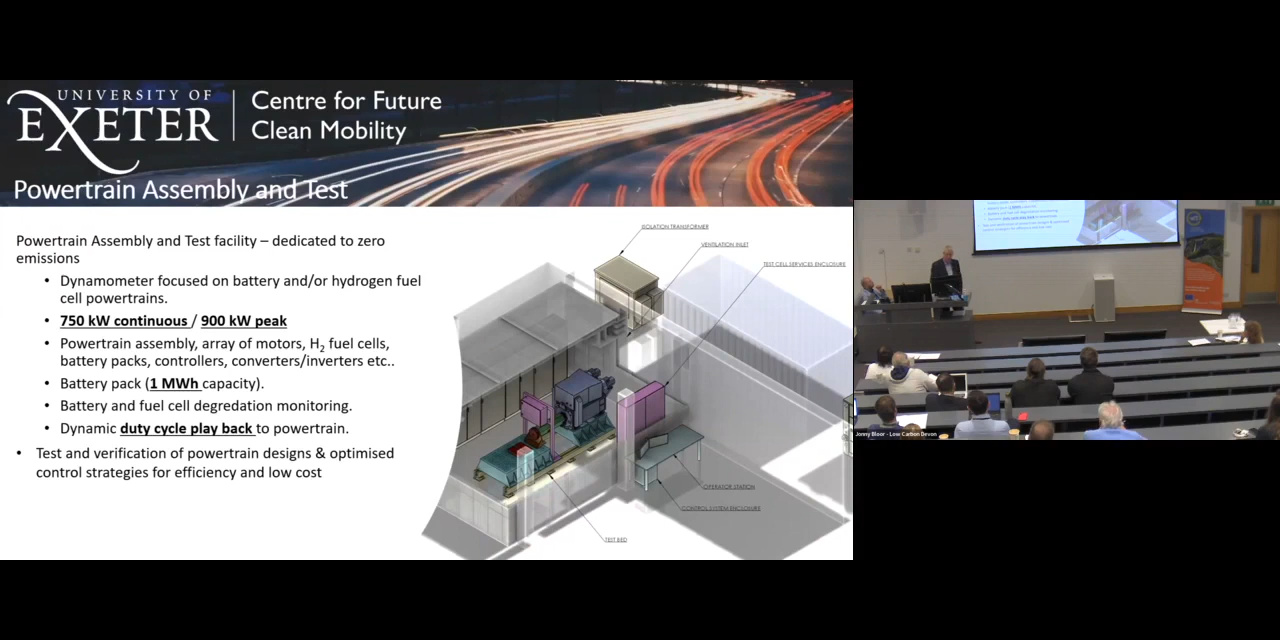 UNIVERSITY OF
EXETER
Centre for Future
Clean Mobility
Powertrain Assembly and Test
Powertrain Assembly and Test facility – dedicated to zero
emissions
• Dynamometer focused on battery and/or hydrogen fuel
cell powertrains.
• 750 kW continuous / 900 kW peak
• Powertrain assembly, array of motors, H2 fuel cells,
battery packs, controllers, converters/inverters etc..
• Battery pack (1 MWh capacity).
• Battery and fuel cell degredation monitoring.
• Dynamic duty cycle play back to powertrain.
• Test and verification of powertrain designs & optimised
control strategies for efficiency and low cost
ISOLATION TRANSFORMER
VENTILATION INLET
TEST CELL SERVICES ENCLOSURE
OPERATOR STATION
CONTROL SYSTEM ENCLOSURE
TEST BED
Jonny Bloor - Low Carbon Devon